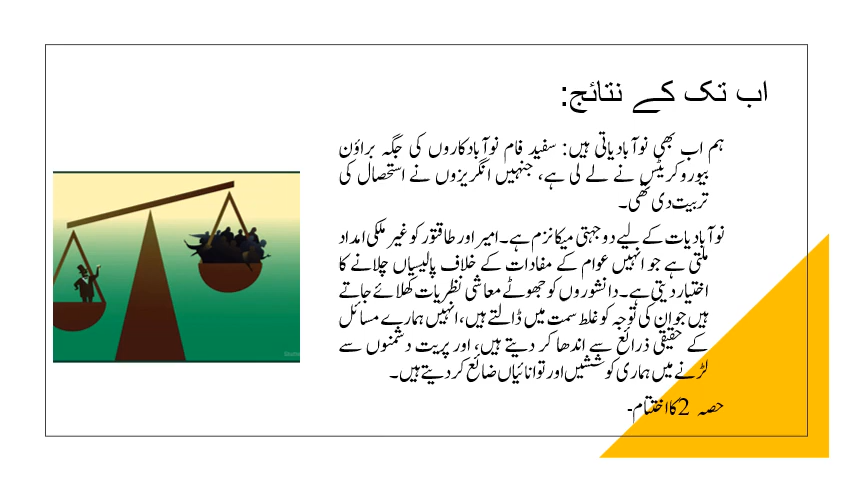 اب تک کے نتائج:
ہم اب بھی نوآبادیاتی ہیں: سفید فام نوآبادکاروں کی جگہ براؤن
بیوروکریٹس نے لے لی ہے، جنہیں انگریزوں نے استحصال کی
تربیت دی تھی۔
نوآبادیات کے لیے دو جہتی میکانزم ہے۔ امیر اور طاقتور کو غیر ملکی امداد
ملتی ہے جو انہیں عوام کے مفادات کے خلاف پالیسیاں چلانے کا
اختیار دیتی ہے۔ دانشوروں کو جھوٹے معاشی نظریات کھلائے جاتے
ہیں جو ان کی توجہ کو غلط سمت میں ڈالتے ہیں، انہیں ہمارے مسائل
کے حقیقی ذرائع سے اندھا کر دیتے ہیں، اور پریت دشمنوں سے
لڑنے میں ہماری کوششیں اور توانائیاں ضائع کر دیتے ہیں۔
حصہ 2 کا اختتام-